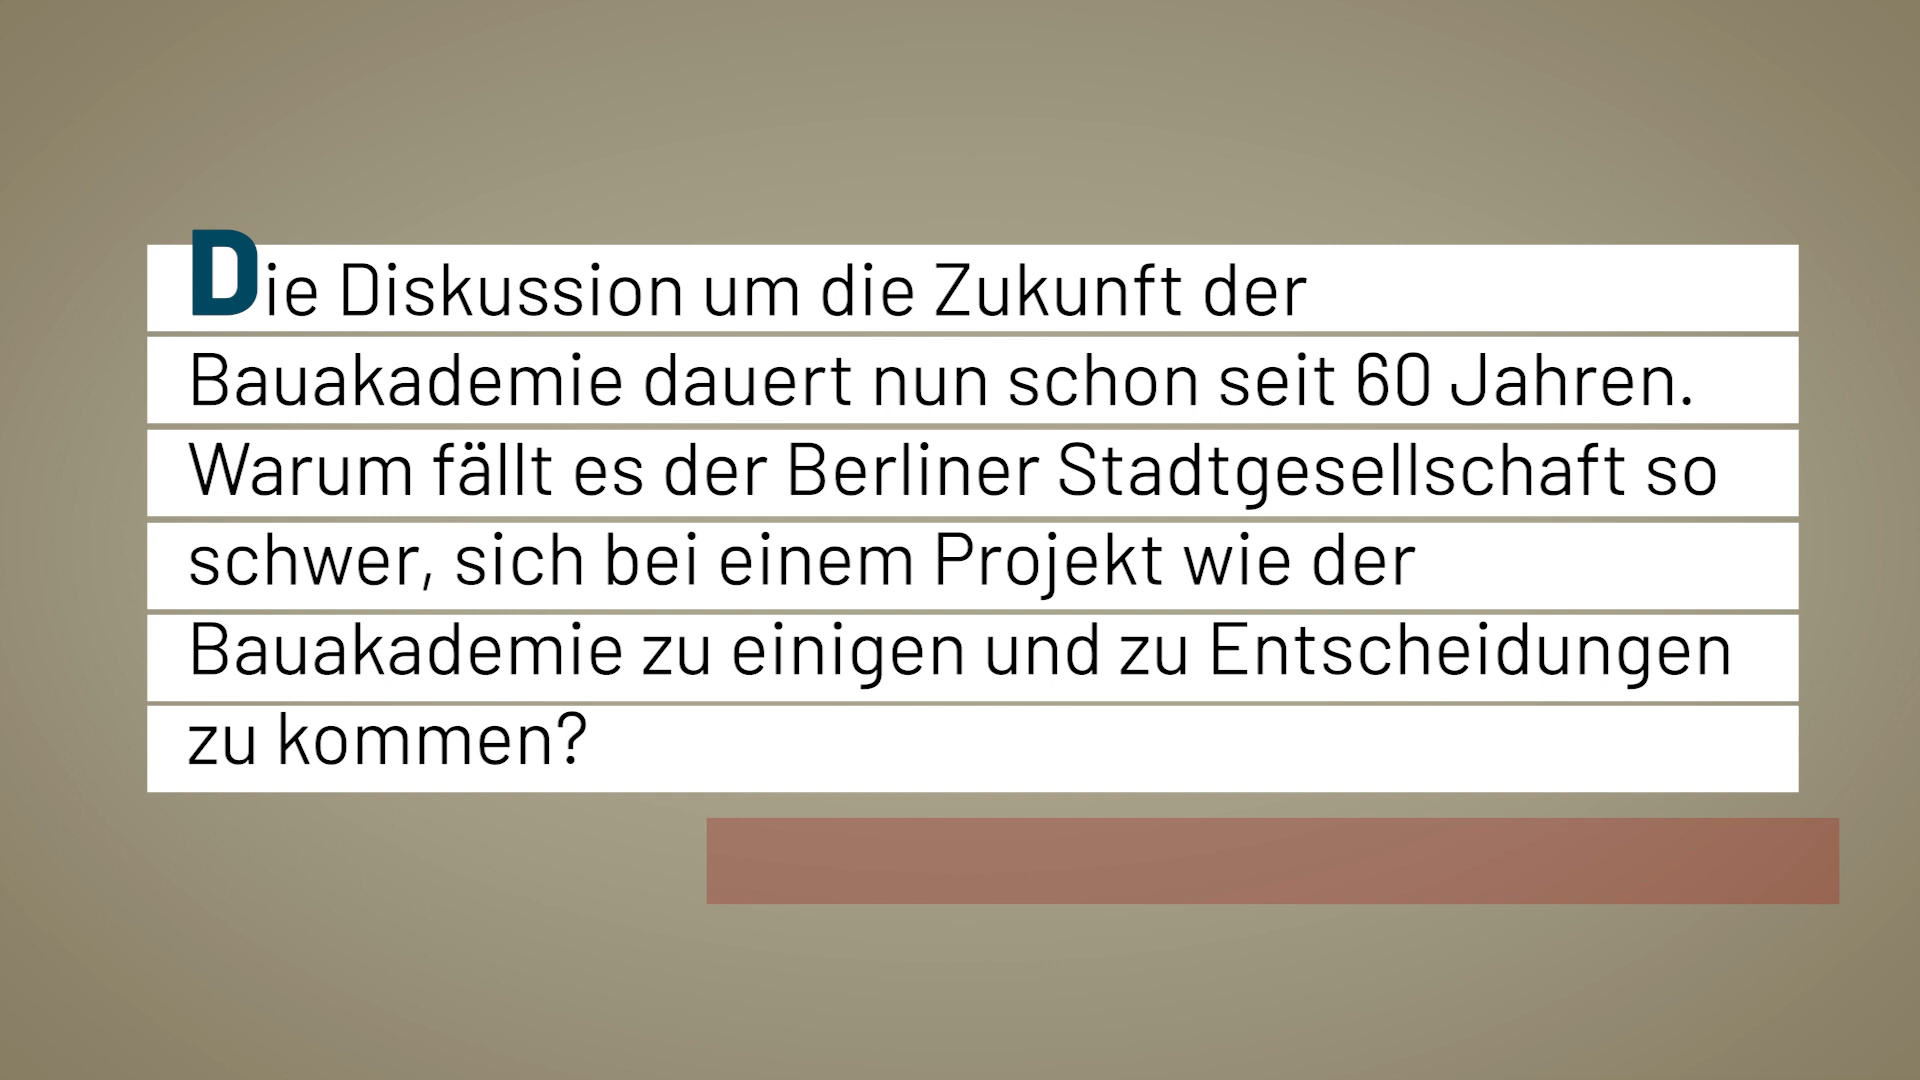 Die Diskussion um die Zukunft der
Bauakademie dauert nun schon seit 60 Jahren.
Warum fällt es der Berliner Stadtgesellschaft so
schwer, sich bei einem Projekt wie der
Bauakademie zu einigen und zu Entscheidungen
zu kommen?